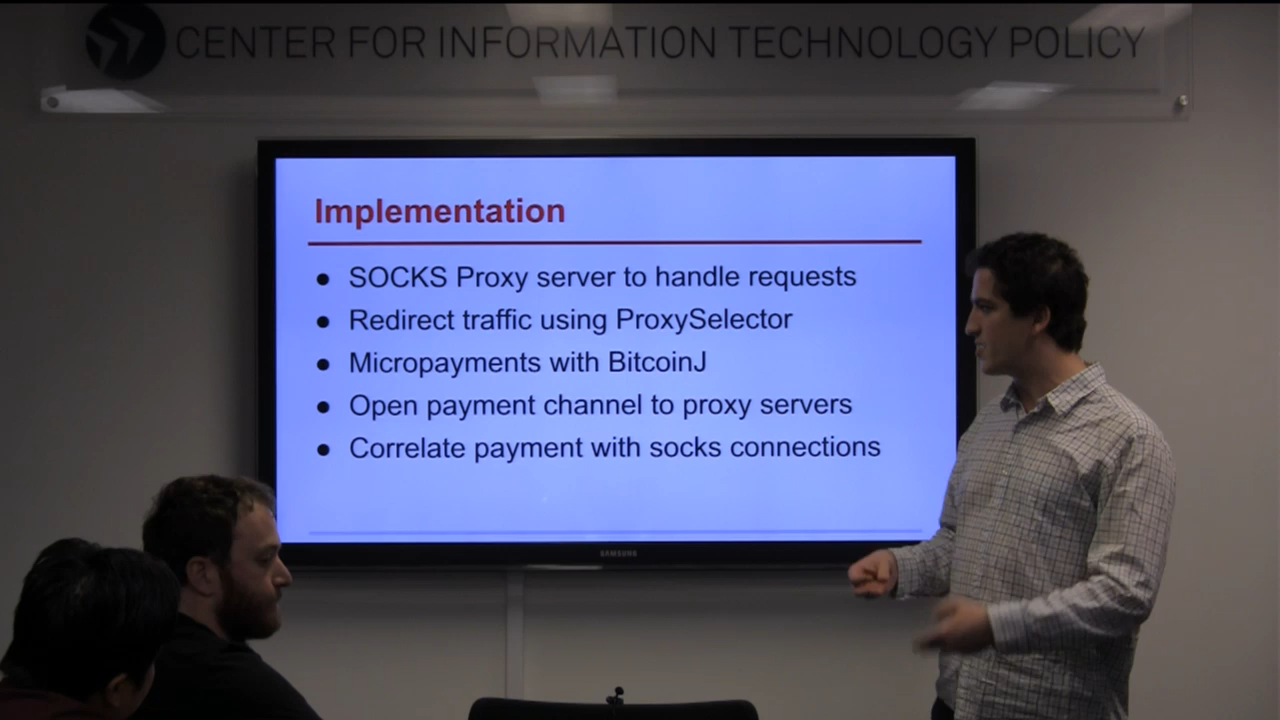 CENTER FOR INFORMATION TECHNOLOGY POLICY
Implementation
● SOCKS Proxy server to handle requests
● Redirect traffic using ProxySelector
● Micropayments with BitcoinJ
● Open payment channel to proxy servers
● Correlate payment with socks connections
SAMSUNG